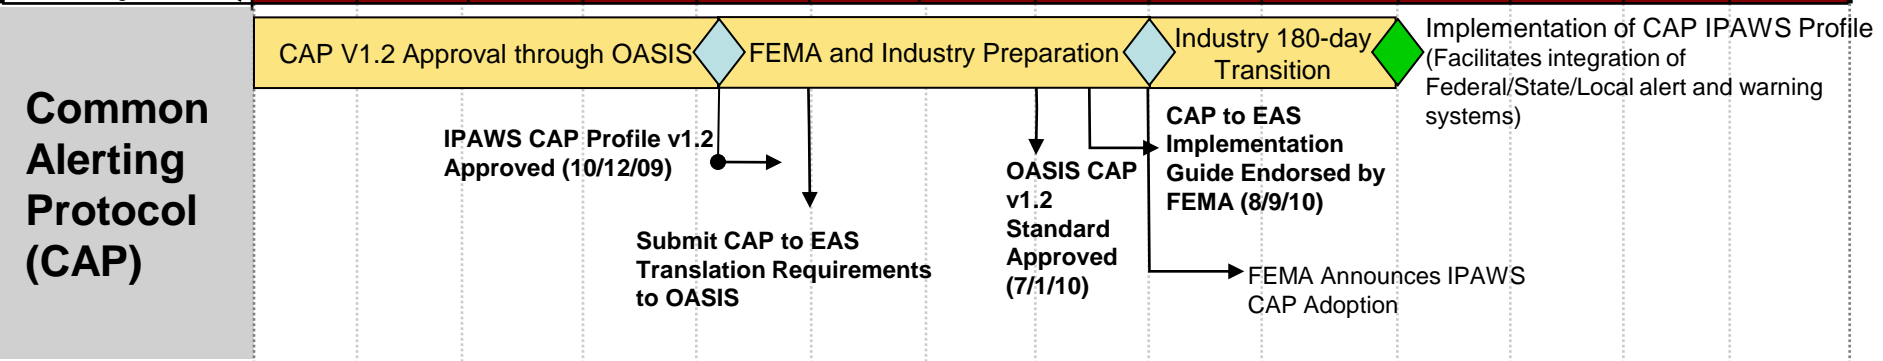 Common
Alerting
Protocol
(CAP)
CAP V1.2 Approval through OASIS
FEMA and Industry Preparation
Industry 180-day
Transition
Implementation of CAP IPAWS Profile
(Facilitates integration of
Federal/State/Local alert and warning
systems)
IPAWS CAP Profile v1.2
Approved (10/12/09)
Submit CAP to EAS
Translation Requirements
to OASIS
OASIS CAP
v1.2
Standard
Approved
(7/1/10)
CAP to EAS
Implementation
Guide Endorsed by
FEMA (8/9/10)
FEMA Announces IPAWS
CAP Adoption